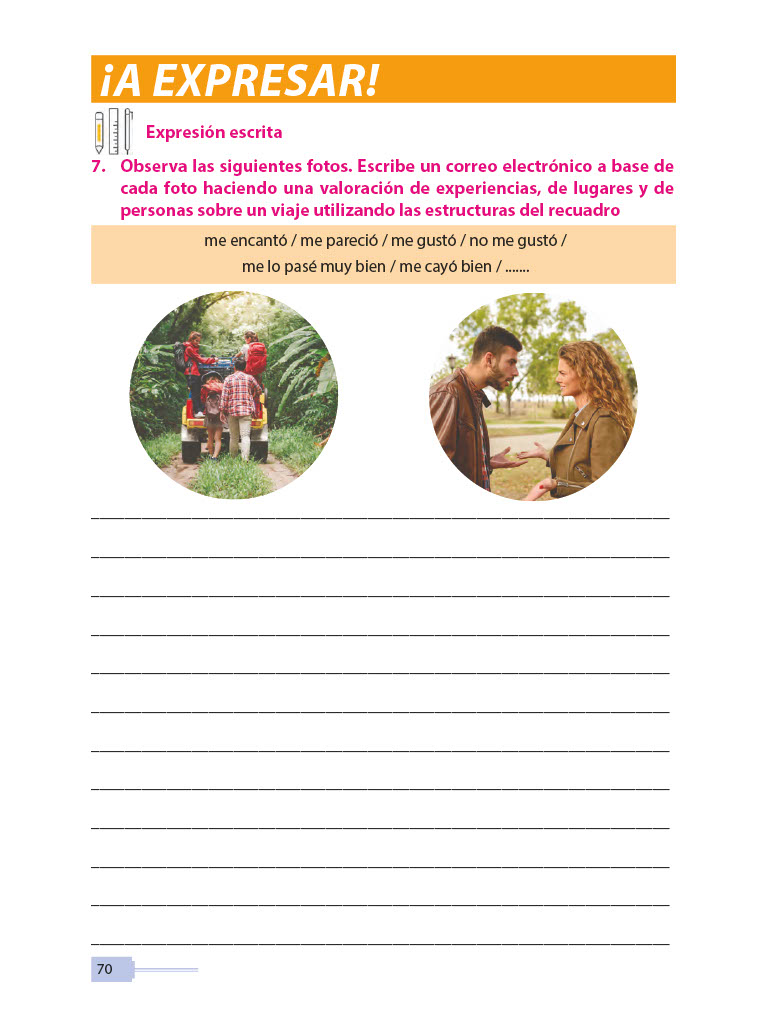 ¡A EXPRESAR!
Expresión escrita
7. Observa las siguientes fotos. Escribe un correo electrónico a base de
cada foto haciendo una valoración de experiencias, de lugares y de
personas sobre un viaje utilizando las estructuras del recuadro
me encantó / me pareció / me gustó / no me gustó /
me lo pasé muy bien / me cayó bien / .......
70